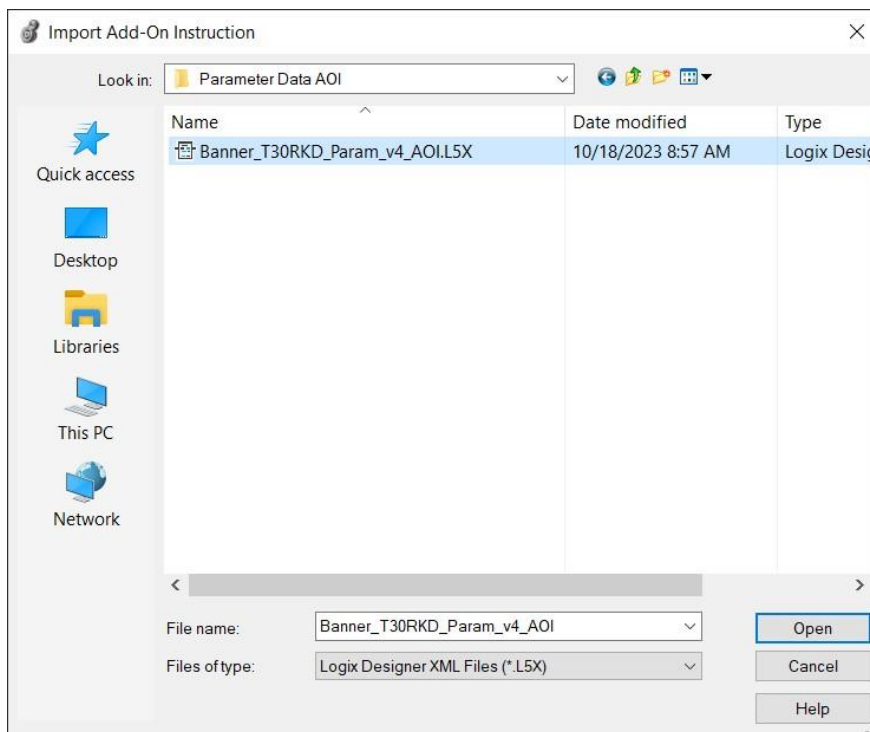 Import Add-On Instruction
Look in: Parameter Data AOI
Name Date modified Type
Banner_T30RKD_Param_v4_AOI.L5X 10/18/2023 8:57 AM Logix Desig
Quick access
Desktop
Libraries
This PC
Network
File name: Banner_T30RKD_Param_v4_AOI Open
Files of type: Logix Designer XML Files (*.L5X) Cancel
Help